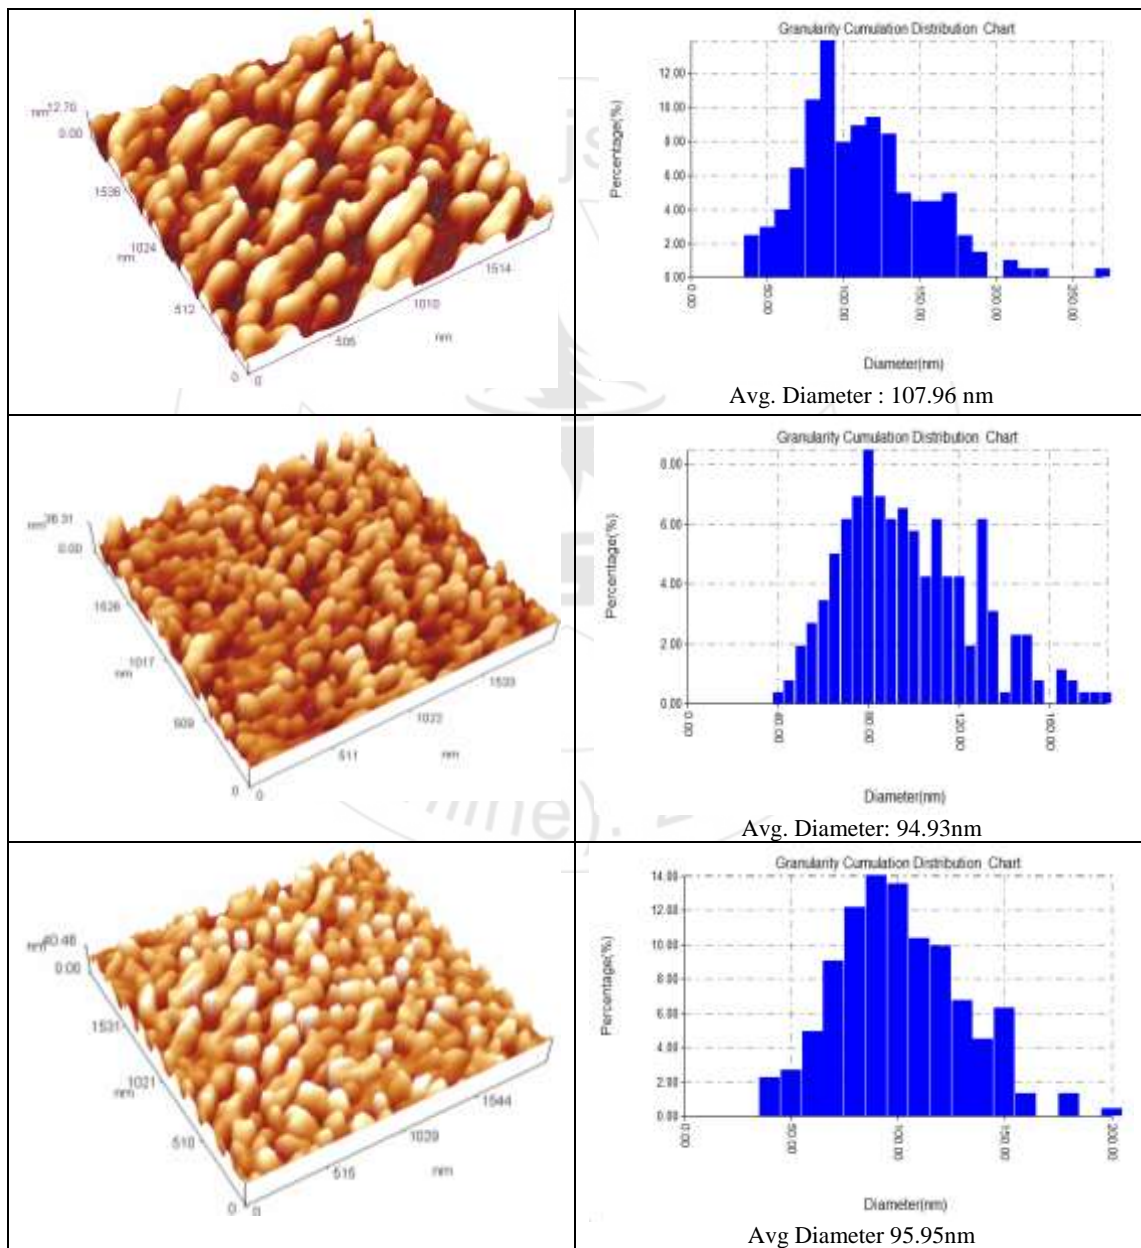 Granularity Cumulation Distribution Chart
Percentage(%)
12.00
10.00
8.00
6.00
4.00
2.00
0.00
0.00 50.00 100.00 150.00 200.00 250.00
Diameter(nm)
Avg. Diameter : 107.96 nm
nm 12.70
0.00
1536
1024
nm
512
0 0
505
1010
nm
1514
Granularity Cumulation Distribution Chart
Percentage(%)
8.00
6.00
4.00
2.00
0.00
0.00 40.00 80.00 120.00 160.00
Diameter(nm)
Avg. Diameter: 94.93nm
nm 36.31
0.00
1526
1017
nm
509
0 0
511
1022
nm
1533
Granularity Cumulation Distribution Chart
Percentage(%)
14.00
12.00
10.00
8.00
6.00
4.00
2.00
0.00
0.00 50.00 100.00 150.00 200.00
Diameter(nm)
Avg Diameter 95.95nm
nm 40.46
0.00
1531
1021
nm
510
0 0
515
1029
nm
1544